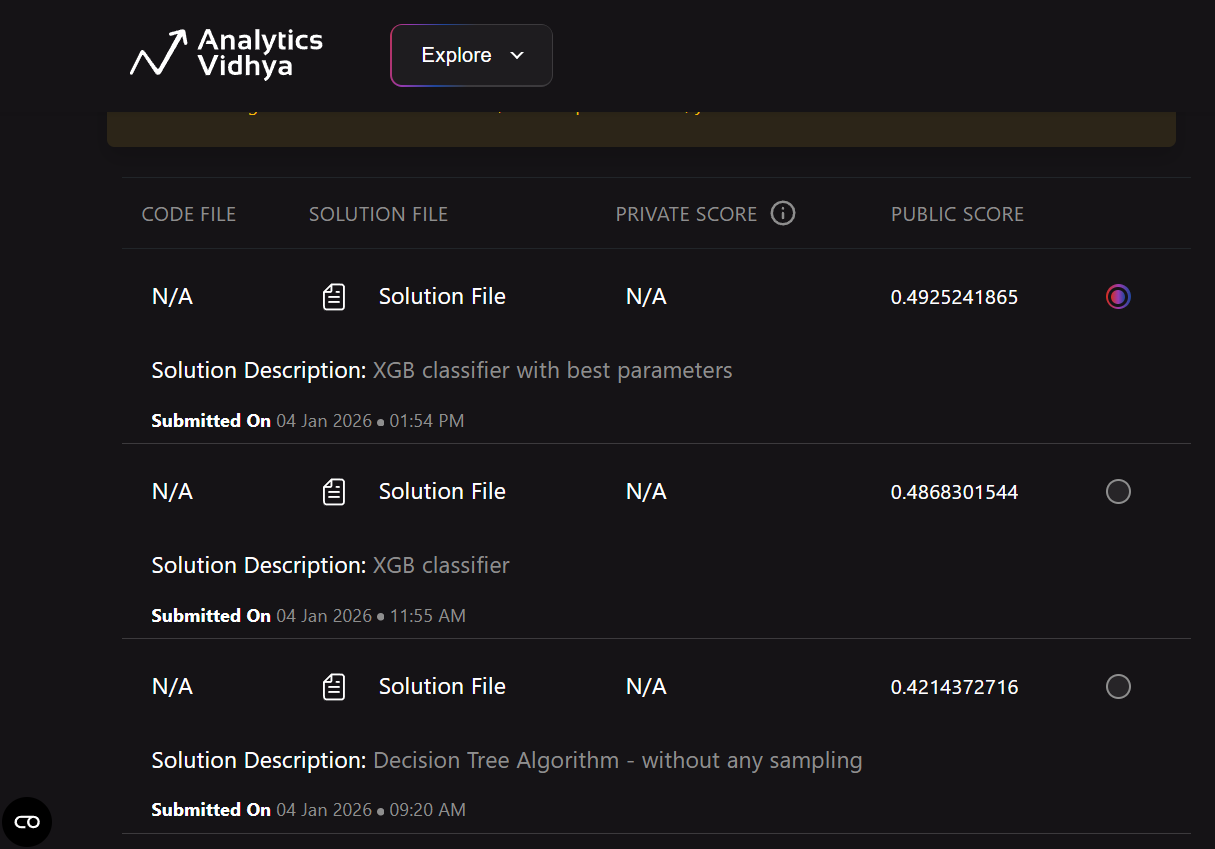 Analytics
Vidhya
Explore
CODE FILE SOLUTION FILE PRIVATE SCORE PUBLIC SCORE
N/A Solution File N/A 0.4925241865
Solution Description: XGB classifier with best parameters
Submitted On 04 Jan 2026 • 01:54 PM
N/A Solution File N/A 0.4868301544
Solution Description: XGB classifier
Submitted On 04 Jan 2026 • 11:55 AM
N/A Solution File N/A 0.4214372716
Solution Description: Decision Tree Algorithm - without any sampling
Submitted On 04 Jan 2026 • 09:20 AM